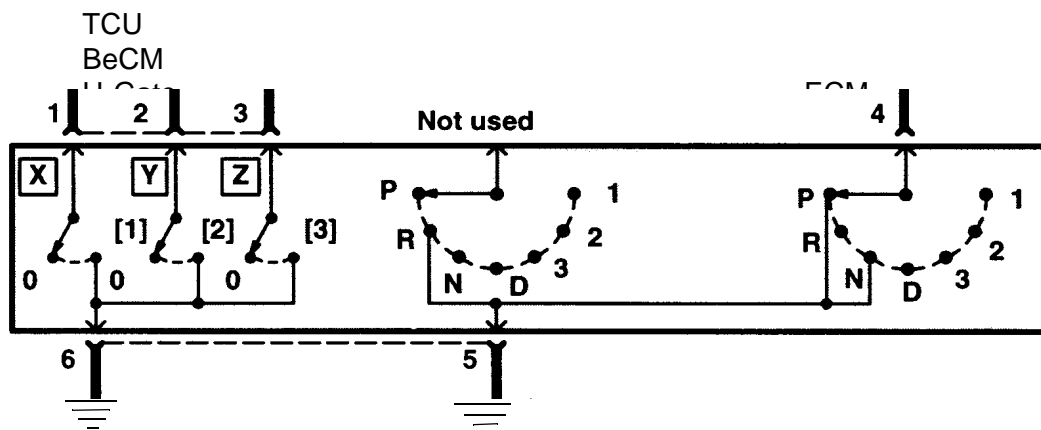 TCU
BeCM
1 2 3 Not used 4
X Y Z
P 1 P 1
[1] [2] [3]
R 2 R 2
0 0 0 N D 3 N D 3
6 5